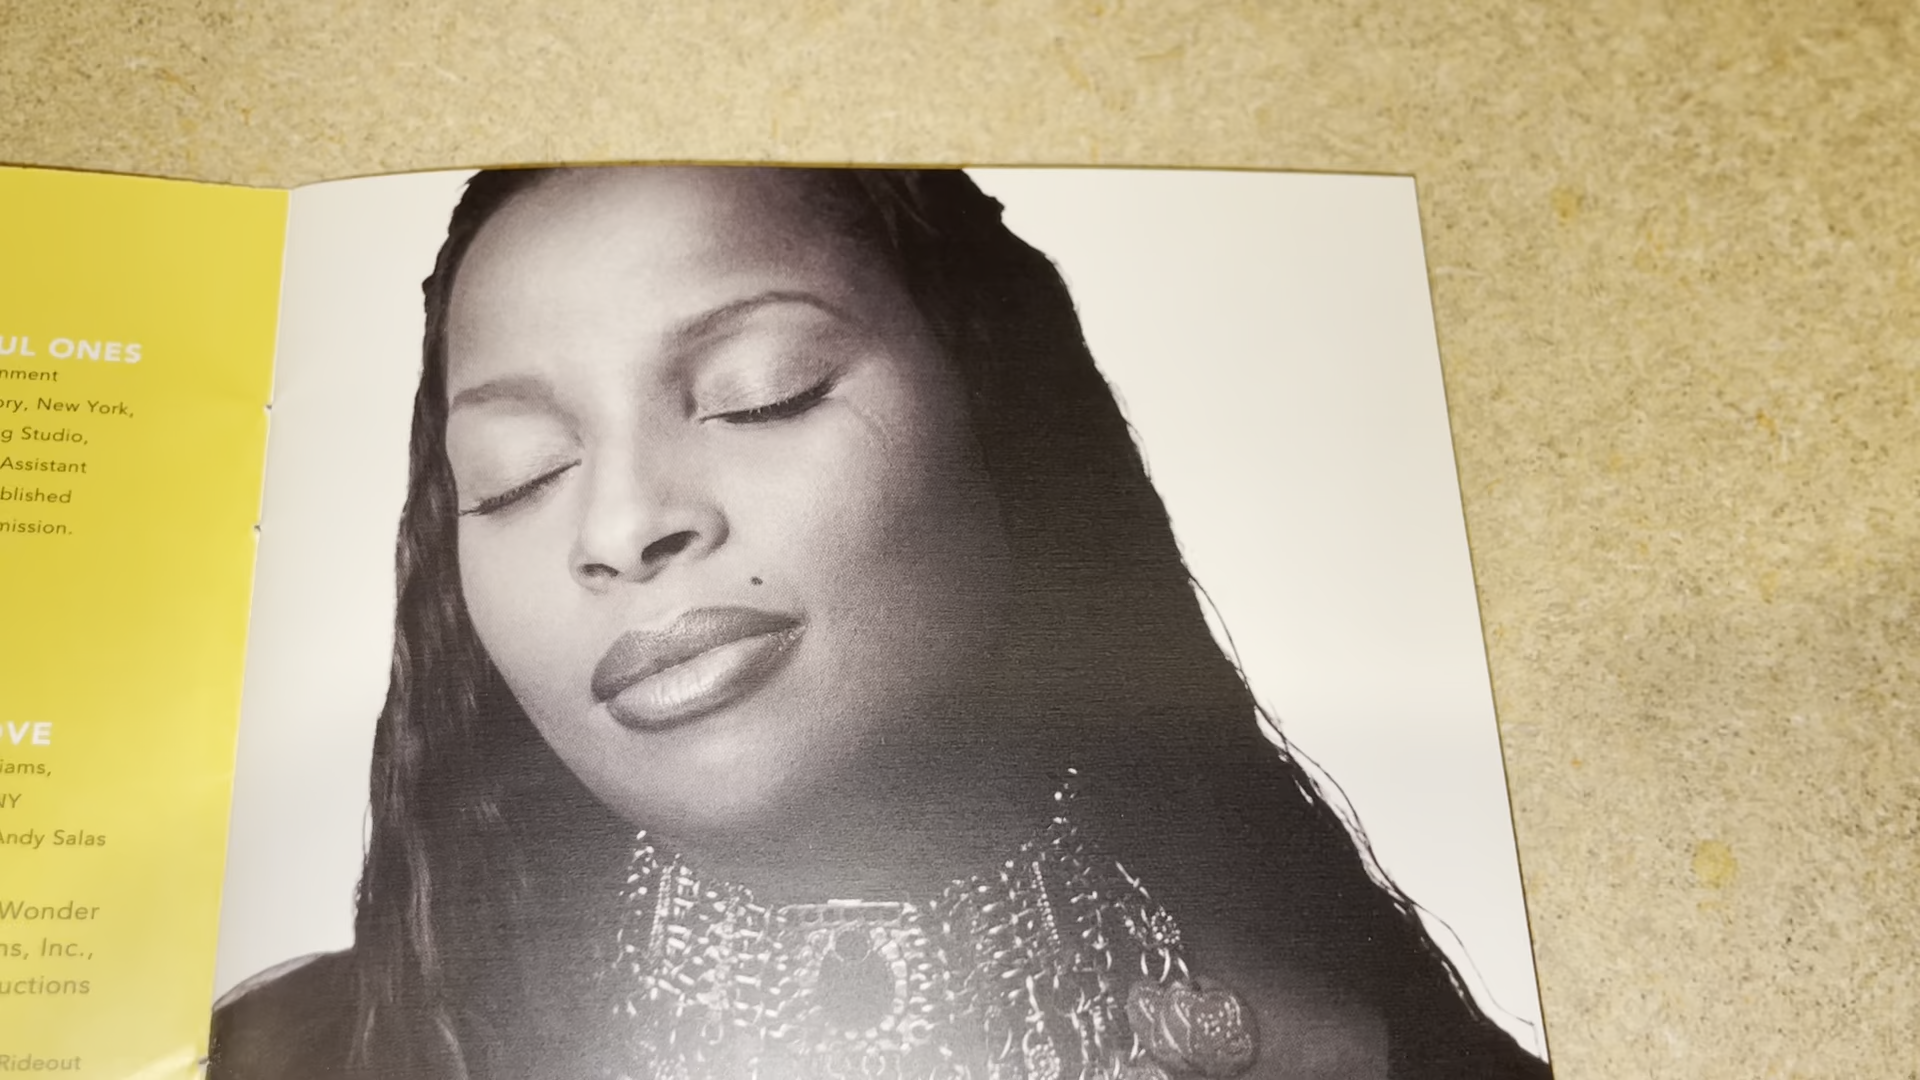 UL ONES
nment
ory, New York,
g Studio,
Assistant
blished
mission.
OVE
iams,
NY
Andy Salas
Wonder
ns, Inc.,
uctions
Rideout